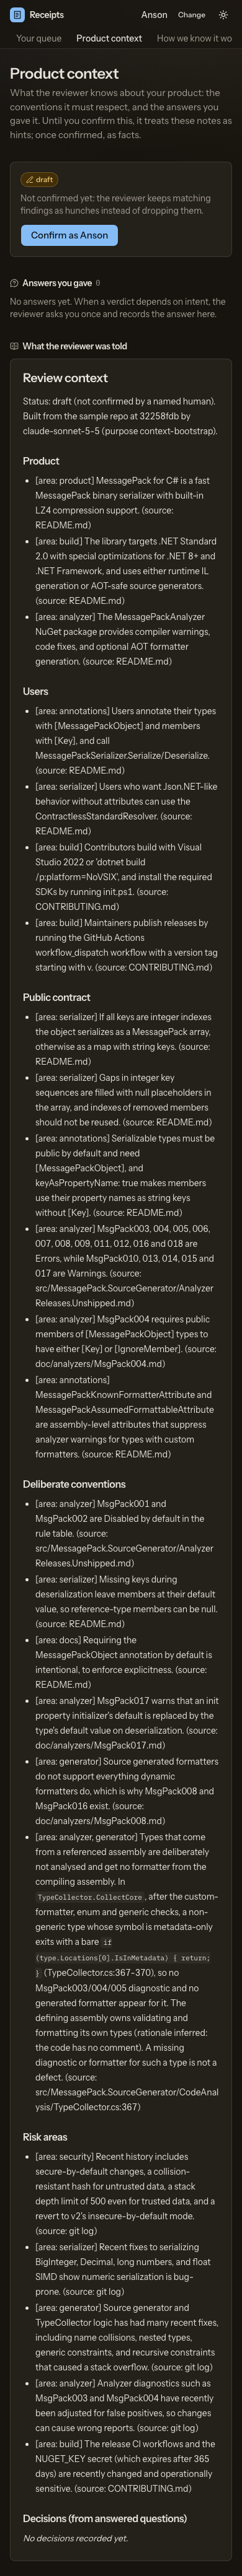 Receipts
Anson
Change
Your queue
Product context
How we know it wo
Product context
What the reviewer knows about your product: the
conventions it must respect, and the answers you
gave it. Until you confirm this, it treats these notes as
hints; once confirmed, as facts.
draft
Not confirmed yet: the reviewer keeps matching
findings as hunches instead of dropping them.
Confirm as Anson
Answers you gave 0
No answers yet. When a verdict depends on intent, the
reviewer asks you once and records the answer here.
What the reviewer was told
Review context
Status: draft (not confirmed by a named human).
Built from the sample repo at 32258fdb by
claude-sonnet-5-5 (purpose context-bootstrap).
Product
• [area: product] MessagePack for C# is a fast
MessagePack binary serializer with built-in
LZ4 compression support. (source:
README.md)
• [area: build] The library targets .NET Standard
2.0 with special optimizations for .NET 8+ and
.NET Framework, and uses either runtime IL
generation or AOT-safe source generators.
(source: README.md)
• [area: analyzer] The MessagePackAnalyzer
NuGet package provides compiler warnings,
code fixes, and optional AOT formatter
generation. (source: README.md)
Users
• [area: annotations] Users annotate their types
with [MessagePackObject] and members
with [Key], and call
MessagePackSerializer.Serialize/Deserialize.
(source: README.md)
• [area: serializer] Users who want Json.NET-like
behavior without attributes can use the
ContractlessStandardResolver. (source:
README.md)
• [area: build] Contributors build with Visual
Studio 2022 or 'dotnet build
/p:platform=NoVSIX', and install the required
SDKs by running init.ps1. (source:
CONTRIBUTING.md)
• [area: build] Maintainers publish releases by
running the GitHub Actions
workflow_dispatch workflow with a version tag
starting with v. (source: CONTRIBUTING.md)
Public contract
• [area: serializer] If all keys are integer indexes
the object serializes as a MessagePack array,
otherwise as a map with string keys. (source:
README.md)
• [area: serializer] Gaps in integer key
sequences are filled with null placeholders in
the array, and indexes of removed members
should not be reused. (source: README.md)
• [area: annotations] Serializable types must be
public by default and need
[MessagePackObject], and
keyAsPropertyName: true makes members
use their property names as string keys
without [Key]. (source: README.md)
• [area: analyzer] MsgPack003, 004, 005, 006,
007, 008, 009, 011, 012, 016 and 018 are
Errors, while MsgPack010, 013, 014, 015 and
017 are Warnings. (source:
src/MessagePack.SourceGenerator/Analyzer
Releases.Unshipped.md)
• [area: analyzer] MsgPack004 requires public
members of [MessagePackObject] types to
have either [Key] or [IgnoreMember]. (source:
doc/analyzers/MsgPack004.md)
• [area: annotations]
MessagePackKnownFormatterAttribute and
MessagePackAssumedFormattableAttribute
are assembly-level attributes that suppress
analyzer warnings for types with custom
formatters. (source: README.md)
Deliberate conventions
• [area: analyzer] MsgPack001 and
MsgPack002 are Disabled by default in the
rule table. (source:
src/MessagePack.SourceGenerator/Analyzer
Releases.Unshipped.md)
• [area: serializer] Missing keys during
deserialization leave members at their default
value, so reference-type members can be null.
(source: README.md)
• [area: docs] Requiring the
MessagePackObject annotation by default is
intentional, to enforce explicitness. (source:
README.md)
• [area: analyzer] MsgPack017 warns that an init
property initializer's default is replaced by the
type's default value on deserialization. (source:
doc/analyzers/MsgPack017.md)
• [area: generator] Source generated formatters
do not support everything dynamic
formatters do, which is why MsgPack008 and
MsgPack016 exist. (source:
doc/analyzers/MsgPack008.md)
• [area: analyzer, generator] Types that come
from a referenced assembly are deliberately
not analysed and get no formatter from the
compiling assembly. In
TypeCollector.CollectCore, after the custom-
formatter, enum and generic checks, a non-
generic type whose symbol is metadata-only
exits with a bare if
(type.Locations[0].IsInMetadata) { return;
} (TypeCollector.cs:367-370), so no
MsgPack003/004/005 diagnostic and no
generated formatter appear for it. The
defining assembly owns validating and
formatting its own types (rationale inferred:
the code has no comment). A missing
diagnostic or formatter for such a type is not a
defect. (source:
src/MessagePack.SourceGenerator/CodeAnal
ysis/TypeCollector.cs:367)
Risk areas
• [area: security] Recent history includes
secure-by-default changes, a collision-
resistant hash for untrusted data, a stack
depth limit of 500 even for trusted data, and a
revert to v2's insecure-by-default mode.
(source: git log)
• [area: serializer] Recent fixes to serializing
BigInteger, Decimal, long numbers, and float
SIMD show numeric serialization is bug-
prone. (source: git log)
• [area: generator] Source generator and
TypeCollector logic has had many recent fixes,
including name collisions, nested types,
generic constraints, and recursive constraints
that caused a stack overflow. (source: git log)
• [area: analyzer] Analyzer diagnostics such as
MsgPack003 and MsgPack004 have recently
been adjusted for false positives, so changes
can cause wrong reports. (source: git log)
• [area: build] The release CI workflows and the
NUGET_KEY secret (which expires after 365
days) are recently changed and operationally
sensitive. (source: CONTRIBUTING.md)
Decisions (from answered questions)
No decisions recorded yet.